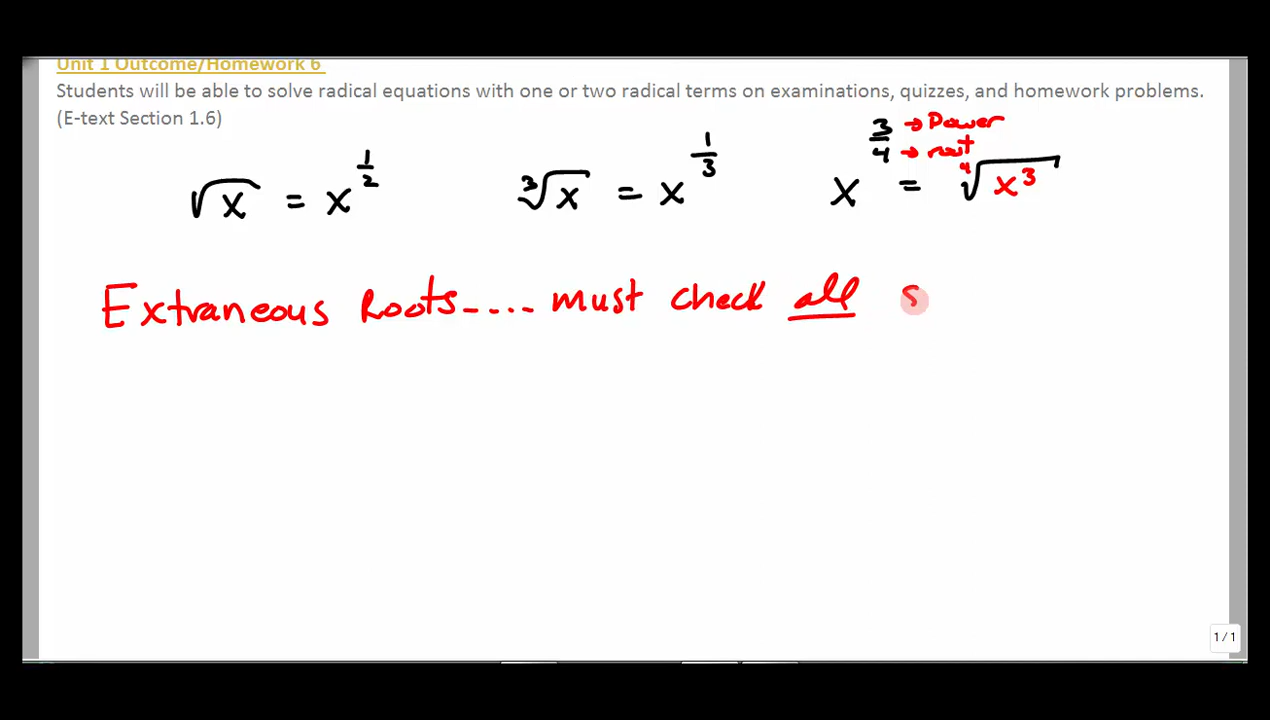 Unit 1 Outcome/Homework 6
Students will be able to solve radical equations with one or two radical terms on examinations, quizzes, and homework problems.
(E-text Section 1.6)
√x = x^(1/2) ∛x = x^(1/3) x^(3/4) = ∜x³
3 → Power
4 → root
Extraneous Roots.... must check all s
1 / 1